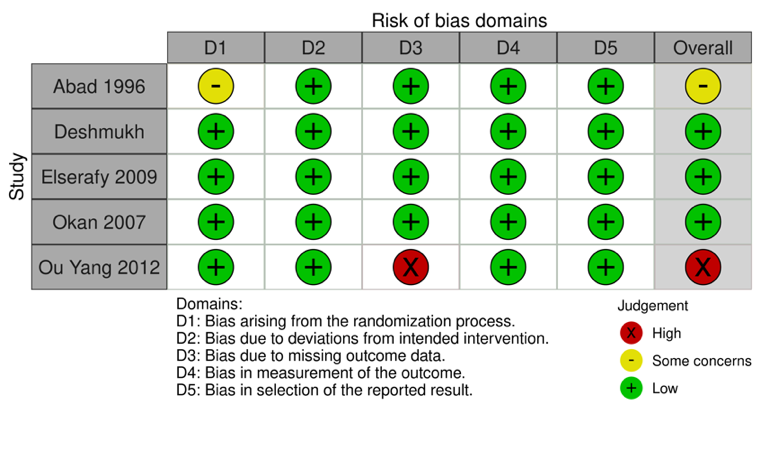 Risk of bias domains
D1 D2 D3 D4 D5 Overall
Study
Abad 1996 - + + + + -
Deshmukh + + + + + +
Elserafy 2009 + + + + + +
Okan 2007 + + + + + +
Ou Yang 2012 + + X + + X
Domains:
D1: Bias arising from the randomization process.
D2: Bias due to deviations from intended intervention.
D3: Bias due to missing outcome data.
D4: Bias in measurement of the outcome.
D5: Bias in selection of the reported result.
Judgement
X High
- Some concerns
+ Low